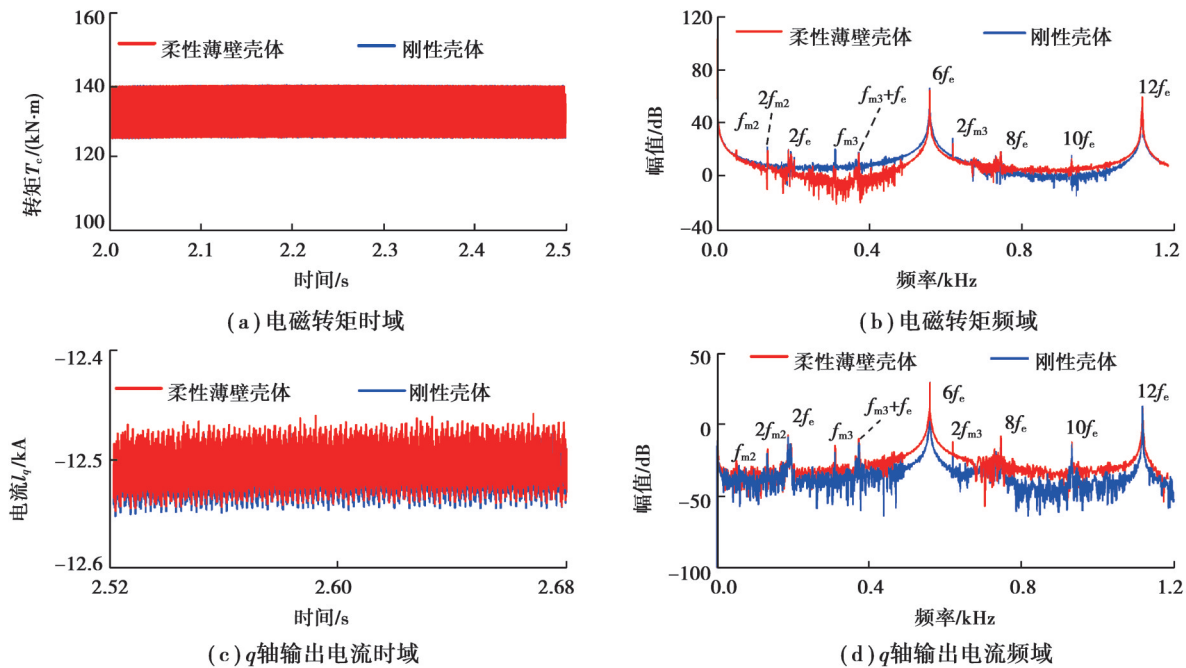 160
140
120
100
转矩Te/(kN·m)
柔性薄壁壳体
刚性壳体
2.0
2.1
2.2
2.3
2.4
2.5
时间/s
(a)电磁转矩时域
120
80
40
0
-40
幅值/dB
柔性薄壁壳体
刚性壳体
fm2
2fm2
2fe
fm3
fm3+fe
6fe
2fm3
8fe
10fe
12fe
0.0
0.4
0.8
1.2
频率/kHz
(b)电磁转矩频域
-12.4
-12.5
-12.6
电流Iq/kA
柔性薄壁壳体
刚性壳体
2.52
2.60
2.68
时间/s
(c)q轴输出电流时域
50
0
-50
-100
幅值/dB
柔性薄壁壳体
刚性壳体
fm2
2fm2
2fe
fm3
fm3+fe
6fe
2fm3
8fe
10fe
12fe
0.0
0.4
0.8
1.2
频率/kHz
(d)q轴输出电流频域